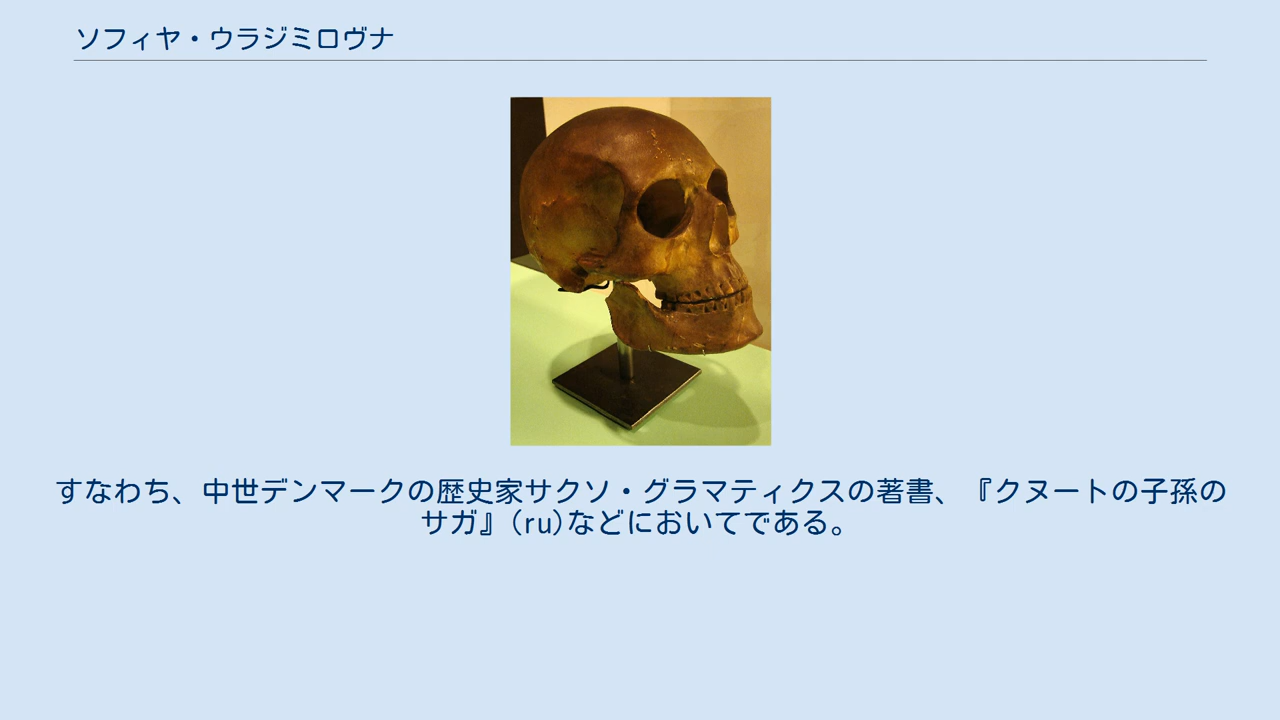 ソフィヤ・ウラジミロヴナ
すなわち、中世デンマークの歴史家サクソ・グラマティクスの著書、『クヌートの子孫の
サガ』(ru)などにおいてである。